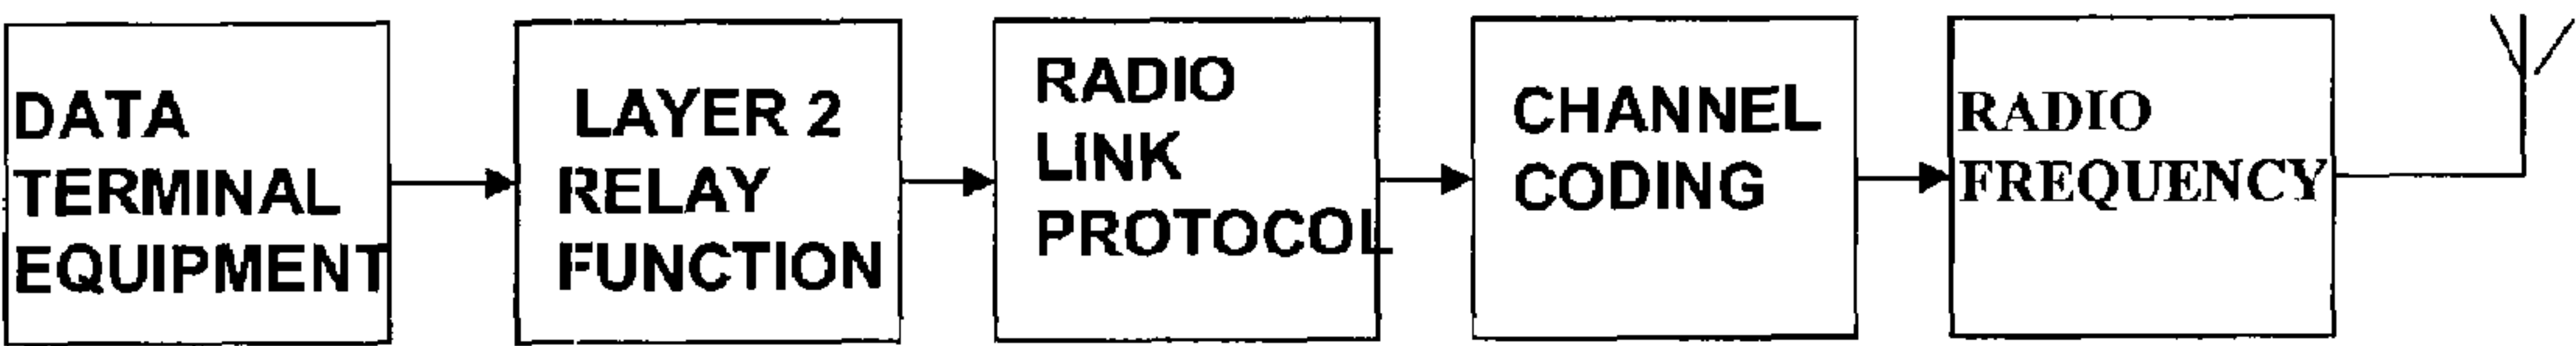 DATA
TERMINAL
EQUIPMENT
LAYER 2
RELAY
FUNCTION
RADIO
LINK
PROTOCOL
CHANNEL
CODING
RADIO
FREQUENCY